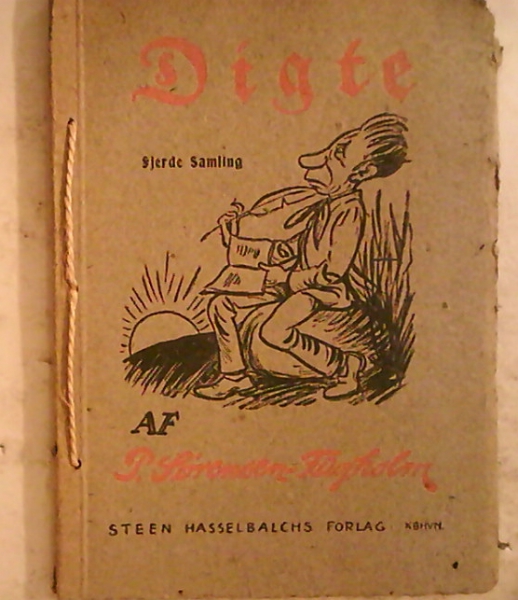 Digte
Fjerde Samling
AF
P. Sørensen-Fugholm
STEEN HASSELBALCHS FORLAG KBHVN.